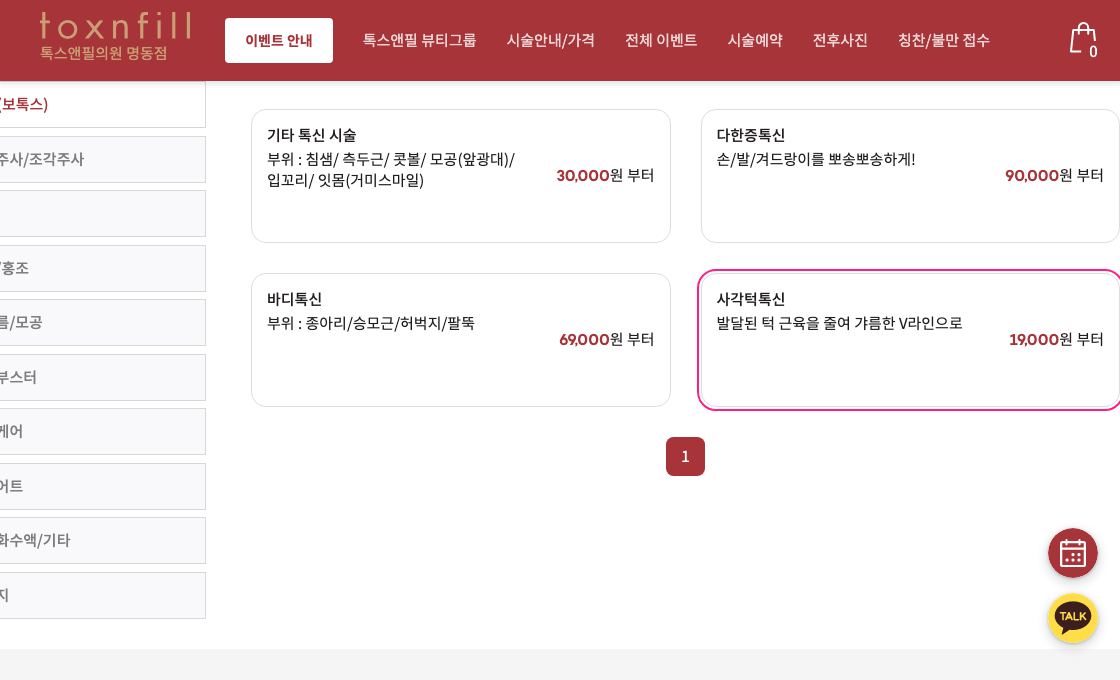 toxnfill
톡스앤필의원 명동점
이벤트 안내
톡스앤필 뷰티그룹
시술안내/가격
전체 이벤트
시술예약
전후사진
칭찬/불만 접수
0
(보톡스)
주사/조각주사
/홍조
름/모공
부스터
케어
어트
화수액/기타
지
기타 톡신 시술
부위 : 침샘/ 측두근/ 콧볼/ 모공(앞광대)/
입꼬리/ 잇몸(거미스마일)
30,000원 부터
다한증톡신
손/발/겨드랑이를 뽀송뽀송하게!
90,000원 부터
바디톡신
부위 : 종아리/승모근/허벅지/팔뚝
69,000원 부터
사각턱톡신
발달된 턱 근육을 줄여 갸름한 V라인으로
19,000원 부터
1
TALK